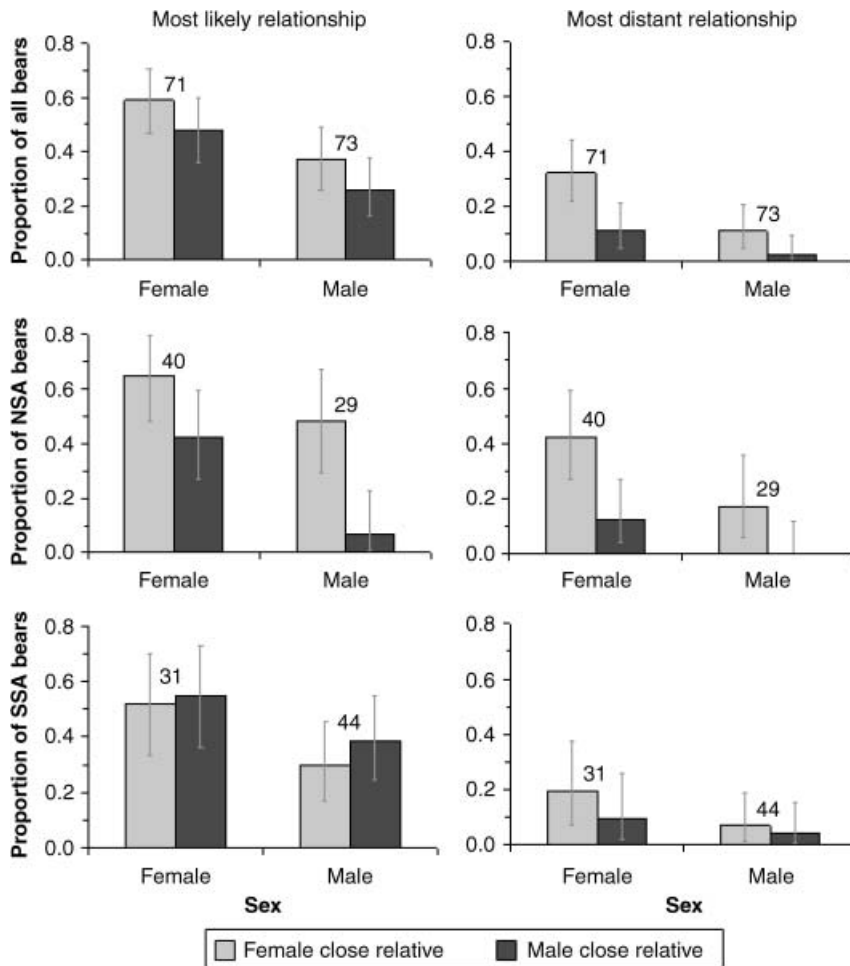 Most likely relationship
Most distant relationship
Proportion of all bears
0.8
0.6
0.4
0.2
0.0
71
73
Female
Male
0.8
0.6
0.4
0.2
0.0
71
73
Female
Male
Proportion of NSA bears
0.8
0.6
0.4
0.2
0.0
40
29
Female
Male
0.8
0.6
0.4
0.2
0.0
40
29
Female
Male
Proportion of SSA bears
0.8
0.6
0.4
0.2
0.0
31
44
Female
Male
Sex
0.8
0.6
0.4
0.2
0.0
31
44
Female
Male
Sex
Female close relative
Male close relative